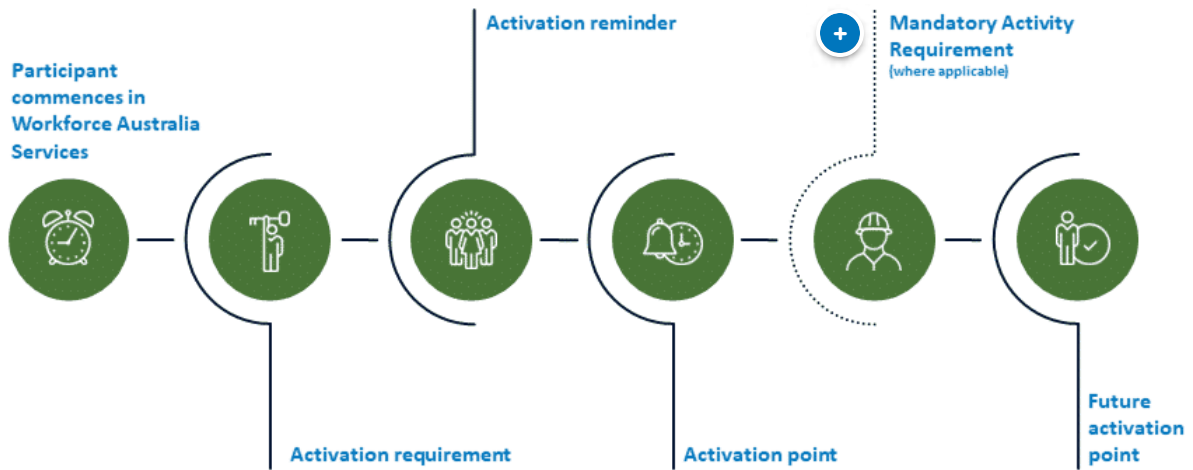 Participant
commences in
Workforce Australia
Services
Activation requirement
Activation reminder
Activation point
+
Mandatory Activity
Requirement
(where applicable)
Future
activation
point